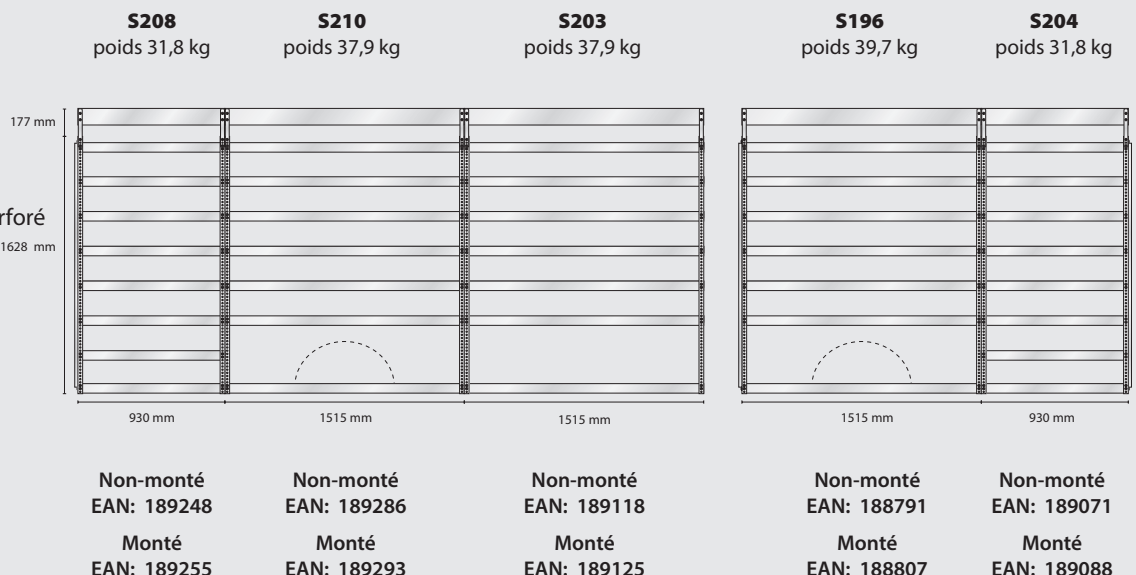 S208 S210 S203 S196 S204
poids 31,8 kg poids 37,9 kg poids 37,9 kg poids 39,7 kg poids 31,8 kg
177 mm
rforé
1628 mm
930 mm 1515 mm 1515 mm 1515 mm 930 mm
Non-monté Non-monté Non-monté Non-monté Non-monté
EAN: 189248 EAN: 189286 EAN: 189118 EAN: 188791 EAN: 189071
Monté Monté Monté Monté Monté
EAN: 189255 EAN: 189293 EAN: 189125 EAN: 188807 EAN: 189088